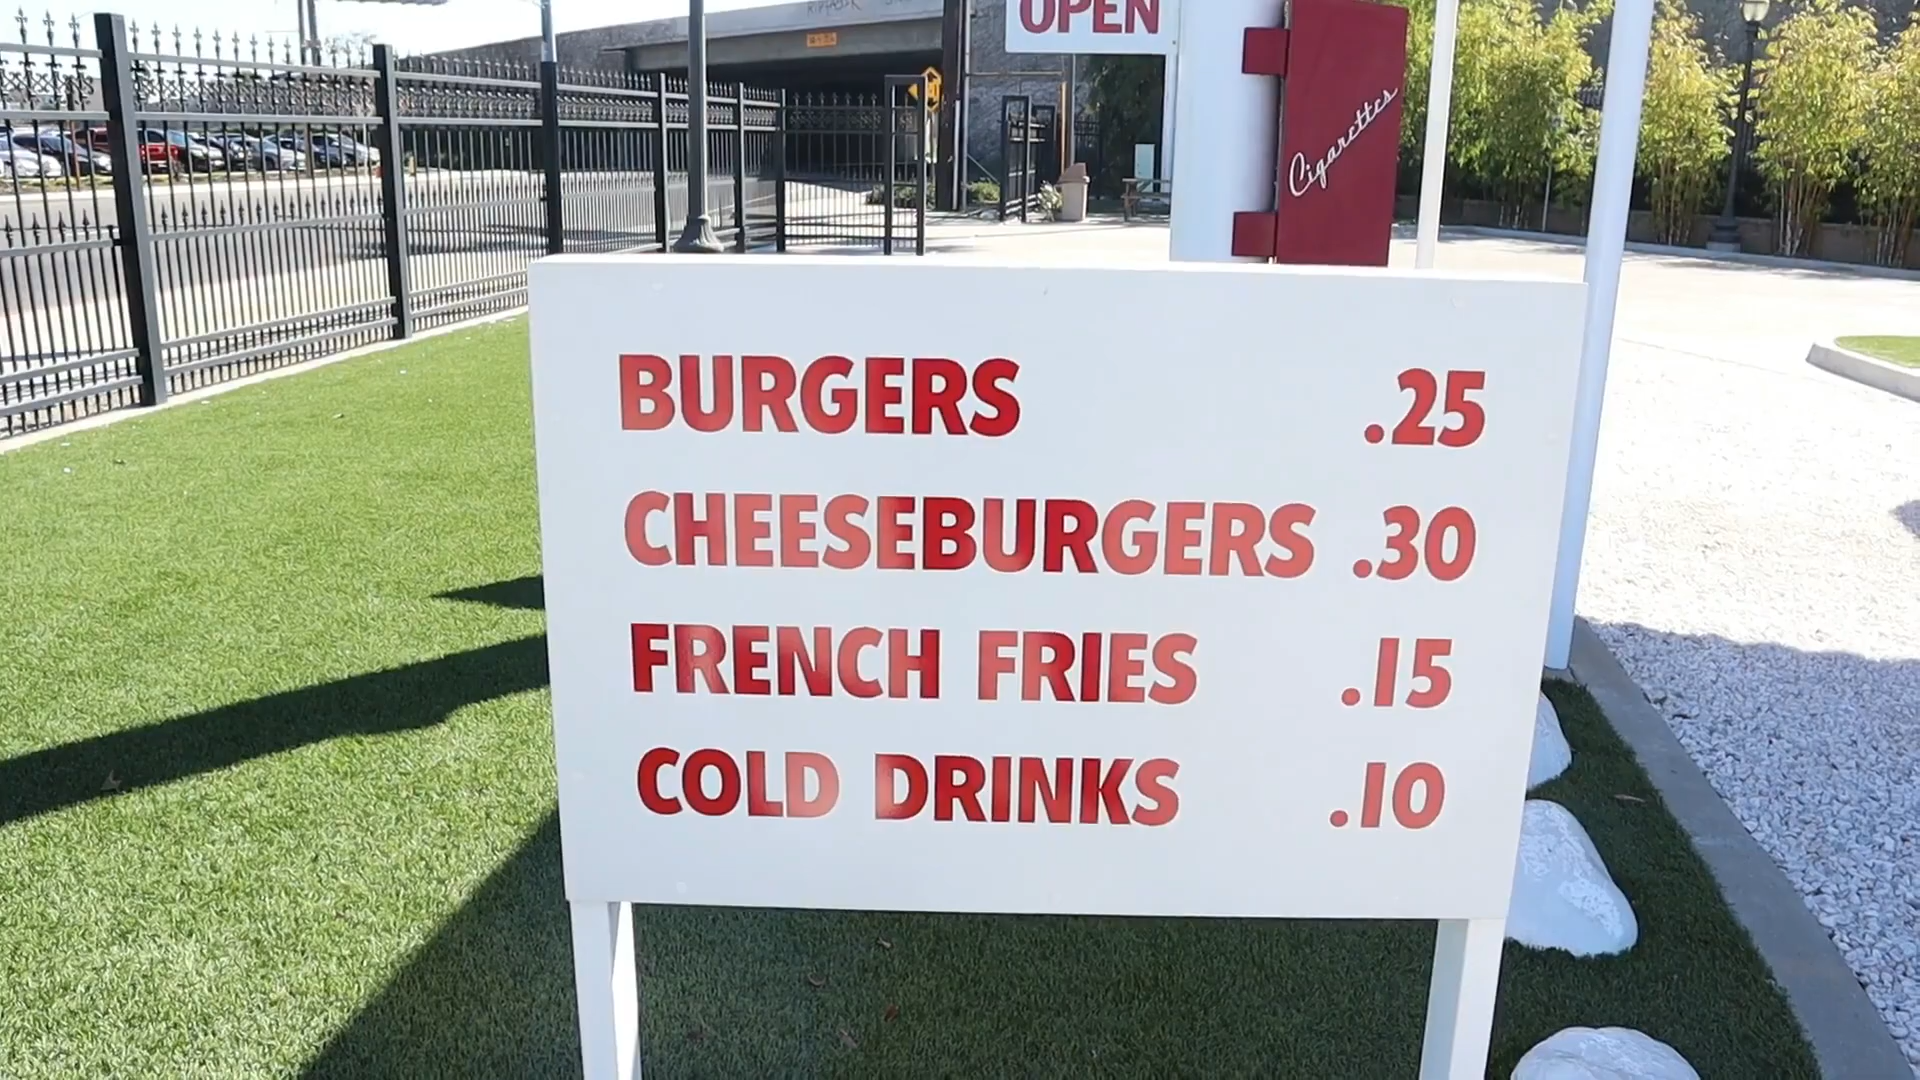 OPEN
Cigarettes
BURGERS .25
CHEESEBURGERS .30
FRENCH FRIES .15
COLD DRINKS .10